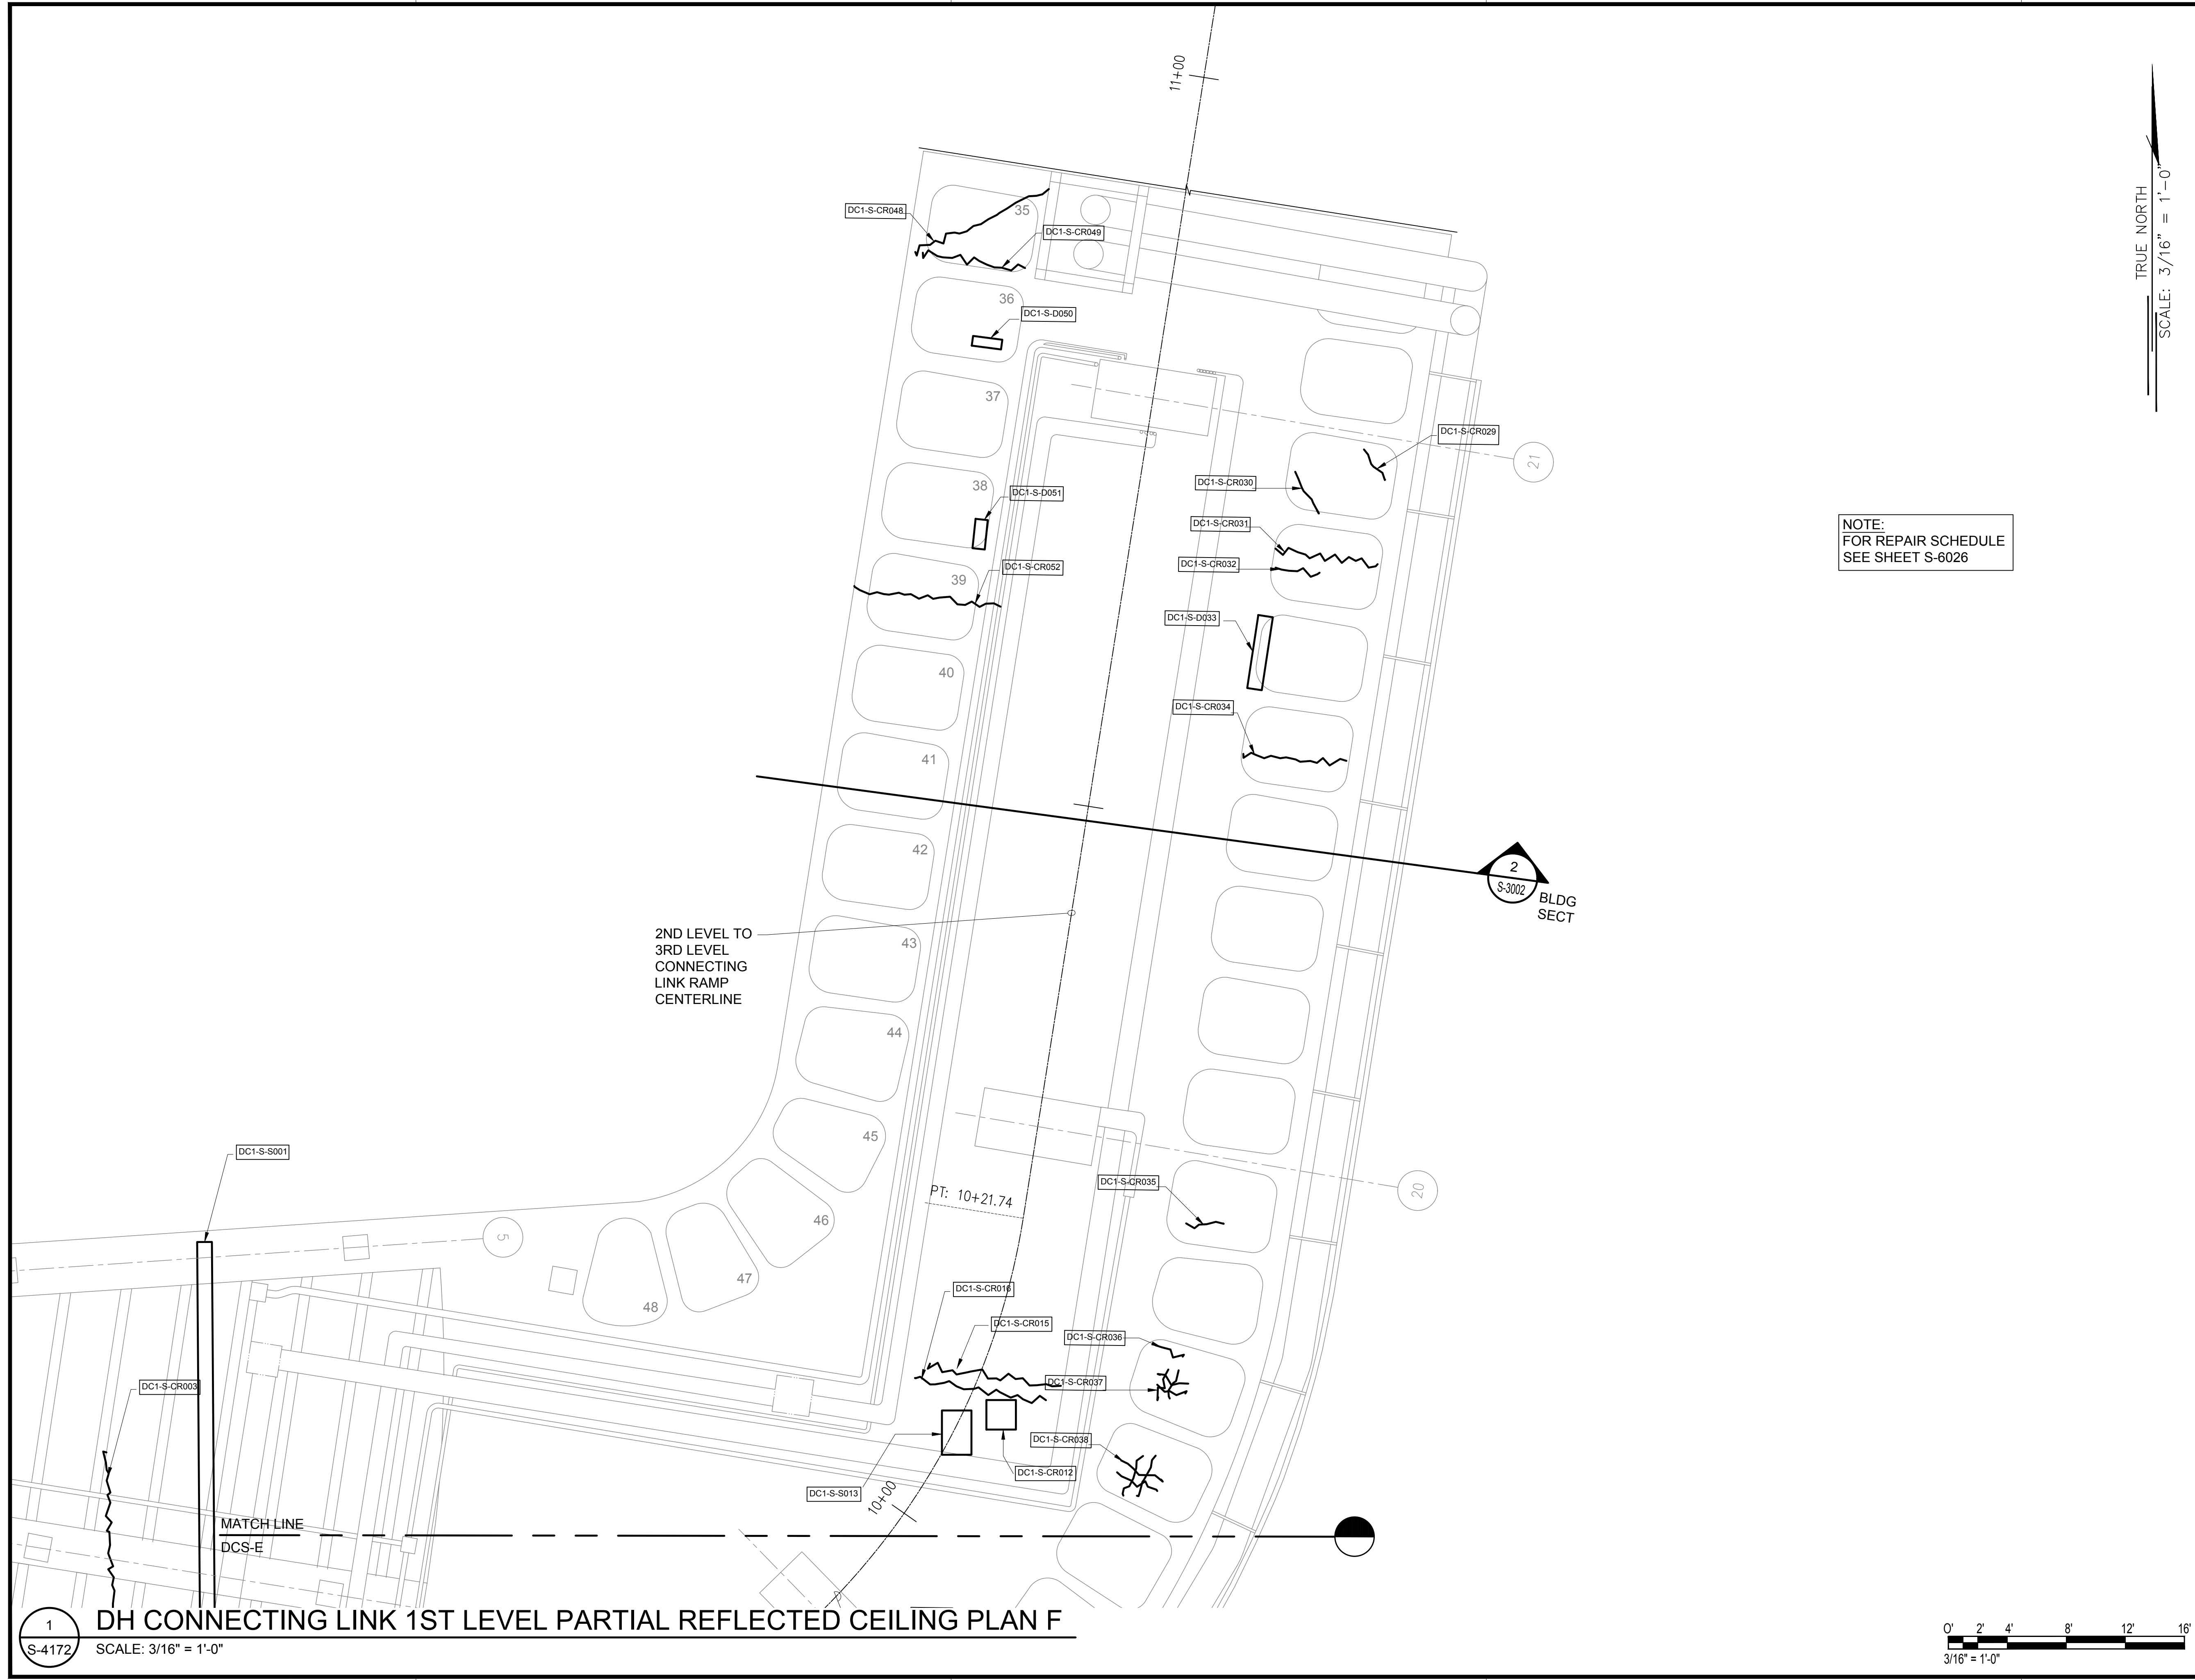 11+00
TRUE NORTH
SCALE: 3/16" = 1'-0"
35
DC1-S-CR048
DC1-S-CR049
36
DC1-S-D050
37
DC1-S-CR029
21
38
DC1-S-CR030
DC1-S-D051
DC1-S-CR031
NOTE:
FOR REPAIR SCHEDULE
SEE SHEET S-6026
DC1-S-CR032
DC1-S-CR052
39
DC1-S-D033
40
DC1-S-CR034
41
42
2
S-3002
BLDG
SECT
2ND LEVEL TO
3RD LEVEL
CONNECTING
LINK RAMP
CENTERLINE
43
44
45
DC1-S-S001
DC1-S-CR035
20
PT: 10+21.74
46
5
47
48
DC1-S-CR016
DC1-S-CR015
DC1-S-CR036
DC1-S-CR003
DC1-S-CR037
DC1-S-CR038
DC1-S-CR012
DC1-S-S013
10+00
MATCH LINE
DCS-E
1
S-4172
DH CONNECTING LINK 1ST LEVEL PARTIAL REFLECTED CEILING PLAN F
SCALE: 3/16" = 1'-0"
0' 2' 4' 8' 12' 16'
3/16" = 1'-0"